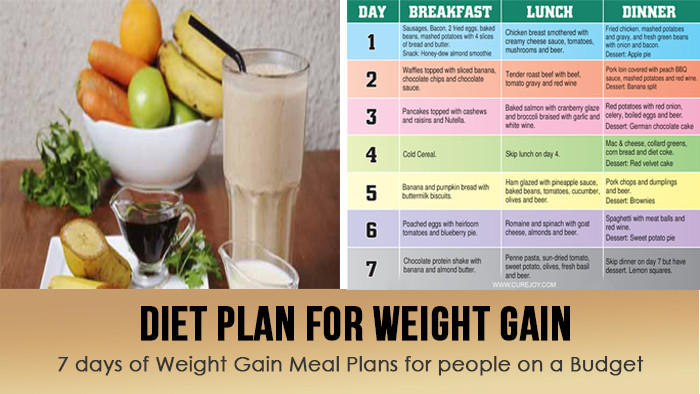 DAY BREAKFAST LUNCH DINNER
1
Sausages, Bacon, 2 fried eggs, baked
beans, mashed potatoes with 4 slices
of bread and butter.
Snack: Honey-dew almond smoothie
Chicken breast smothered with
creamy cheese sauce, tomatoes,
mushrooms and beer.
Fried chicken, mashed potatoes
and gravy, and fresh green beans
with onion and bacon.
Dessert: Apple pie
2
Waffles topped with sliced banana,
chocolate chips and chocolate
sauce.
Tender roast beef with beef,
tomato gravy and red wine
Pork loin covered with peach BBQ
sauce, mashed potatoes and red wine.
Dessert: Banana split
3
Pancakes topped with cashews
and raisins and Nutella.
Baked salmon with cranberry glaze
and broccoli braised with garlic and
white wine.
Red potatoes with red onion,
celery, boiled eggs and beer.
Dessert: German chocolate cake
4
Cold Cereal.
Skip lunch on day 4.
Mac & cheese, collard greens,
corn bread and diet coke.
Dessert: Red velvet cake
5
Banana and pumpkin bread with
buttermilk biscuits.
Ham glazed with pineapple sauce,
baked beans, tomatoes, cucumber,
olives and beer.
Pork chops and dumplings
and beer.
Dessert: Brownies
6
Poached eggs with heirloom
tomatoes and blueberry pie.
Romaine and spinach with goat
cheese, almonds and beer.
Spaghetti with meat balls and
red wine.
Dessert: Sweet potato pie
7
Chocolate protein shake with
banana and almond butter.
Penne pasta, sun-dried tomato,
sweet potato, olives, fresh basil
and beer.
Skip dinner on day 7 but have
dessert. Lemon squares.
WWW.CUREJOY.COM
DIET PLAN FOR WEIGHT GAIN
7 days of Weight Gain Meal Plans for people on a Budget